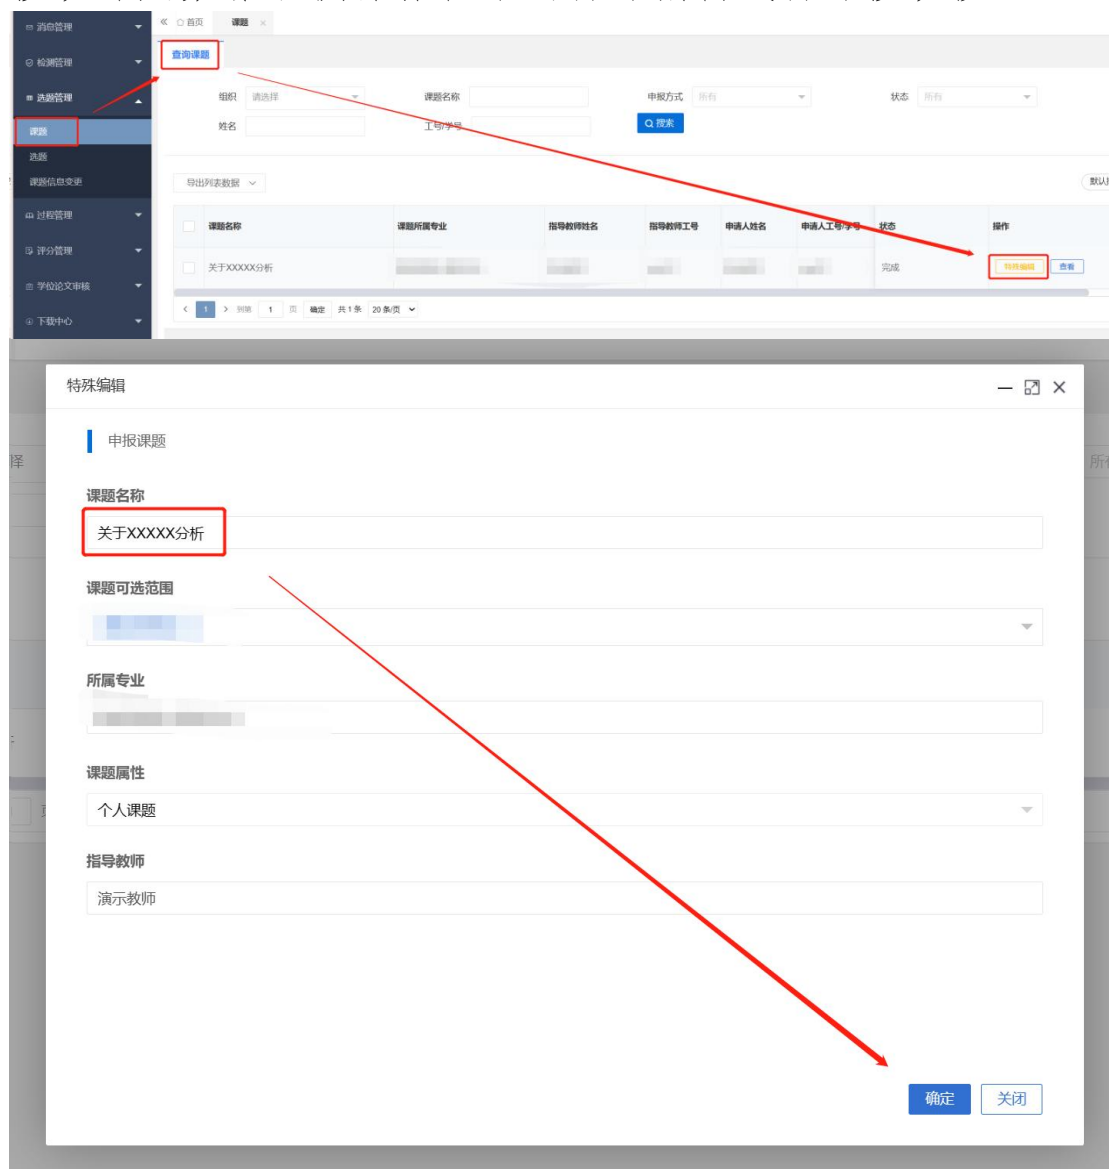 消息管理
« 首页 课题 ×
检测管理
查询课题
选题管理
组织 请选择 课题名称 申报方式 所有 状态 所有
课题
姓名 工号/学号 搜索
选题
课题信息变更
导出列表数据
默认
过程管理
课题名称 课题所属专业 指导教师姓名 指导教师工号 申请人姓名 申请人工号/学号 状态 操作
评分管理
关于XXXXX分析 完成 特殊编辑 查看
学位论文审核
< 1 > 到第 1 页 确定 共 1 条 20 条/页
下载中心
特殊编辑
申报课题
择
课题名称
关于XXXXX分析
课题可选范围
所属专业
课题属性
个人课题
指导教师
演示教师
确定 关闭